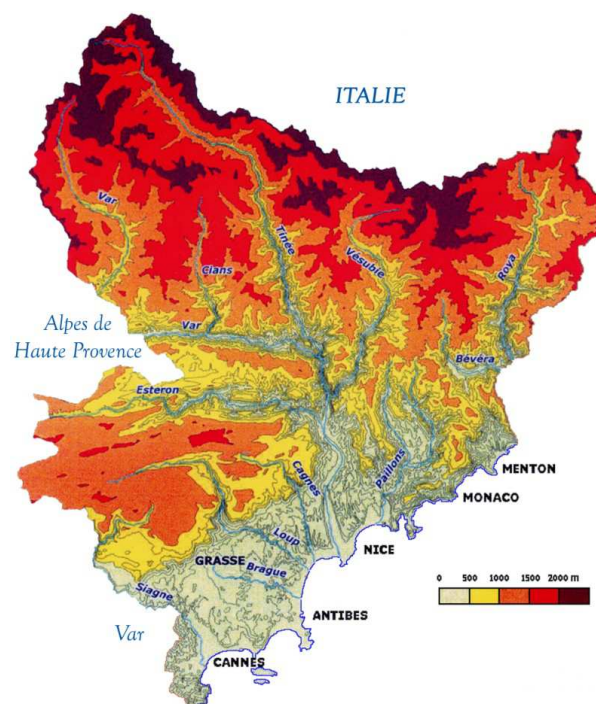 ITALIE
Var
Cians
Tinée
Vésubie
Roya
Alpes de
Haute Provence
Var
Bévéra
Esteron
Cagnes
Paillons
MENTON
MONACO
Loup
NICE
GRASSE
Brague
Siagne
0 500 1000 1500 2000 m
ANTIBES
Var
CANNES